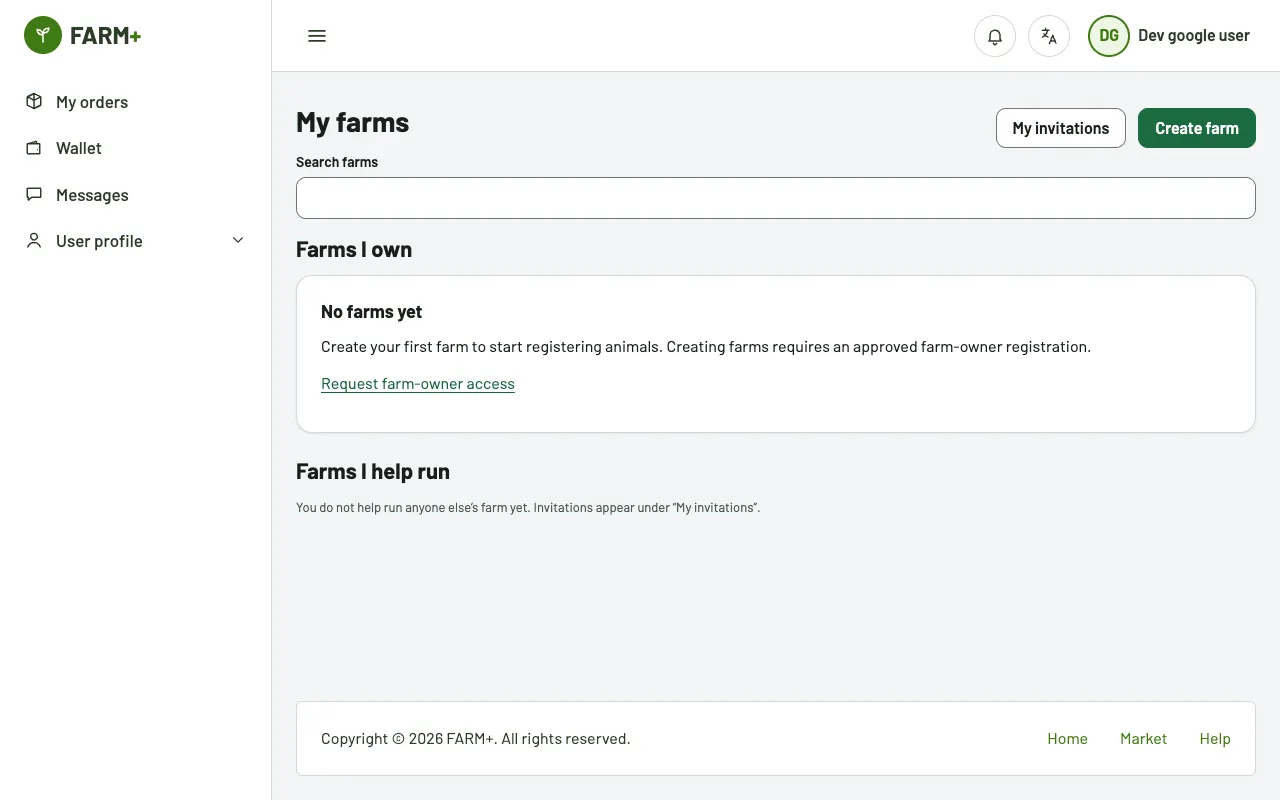 FARM+
My orders
Wallet
Messages
User profile
DG
Dev google user
My farms
My invitations
Create farm
Search farms
Farms I own
No farms yet
Create your first farm to start registering animals. Creating farms requires an approved farm-owner registration.
Request farm-owner access
Farms I help run
You do not help run anyone else’s farm yet. Invitations appear under “My invitations”.
Copyright © 2026 FARM+. All rights reserved.
Home
Market
Help